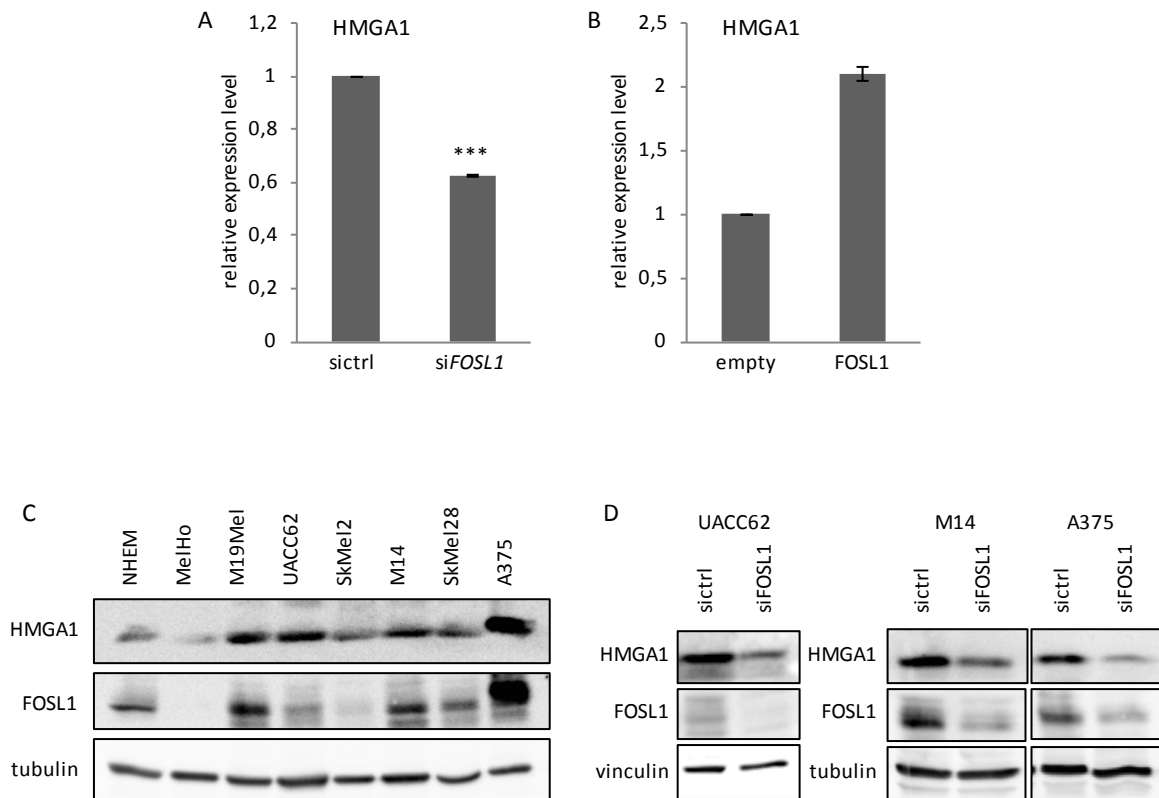 A
HMGA1
relative expression level
1,2
1
0,8
0,6
0,4
0,2
0
***
sictrl
siFOSL1
B
HMGA1
relative expression level
2,5
2
1,5
1
0,5
0
empty
FOSL1
C
NHEM
MelHo
M19Mel
UACC62
SkMel2
M14
SkMel28
A375
HMGA1
FOSL1
tubulin
D
UACC62
sictrl
siFOSL1
HMGA1
FOSL1
vinculin
M14
A375
sictrl
siFOSL1
sictrl
siFOSL1
HMGA1
FOSL1
tubulin